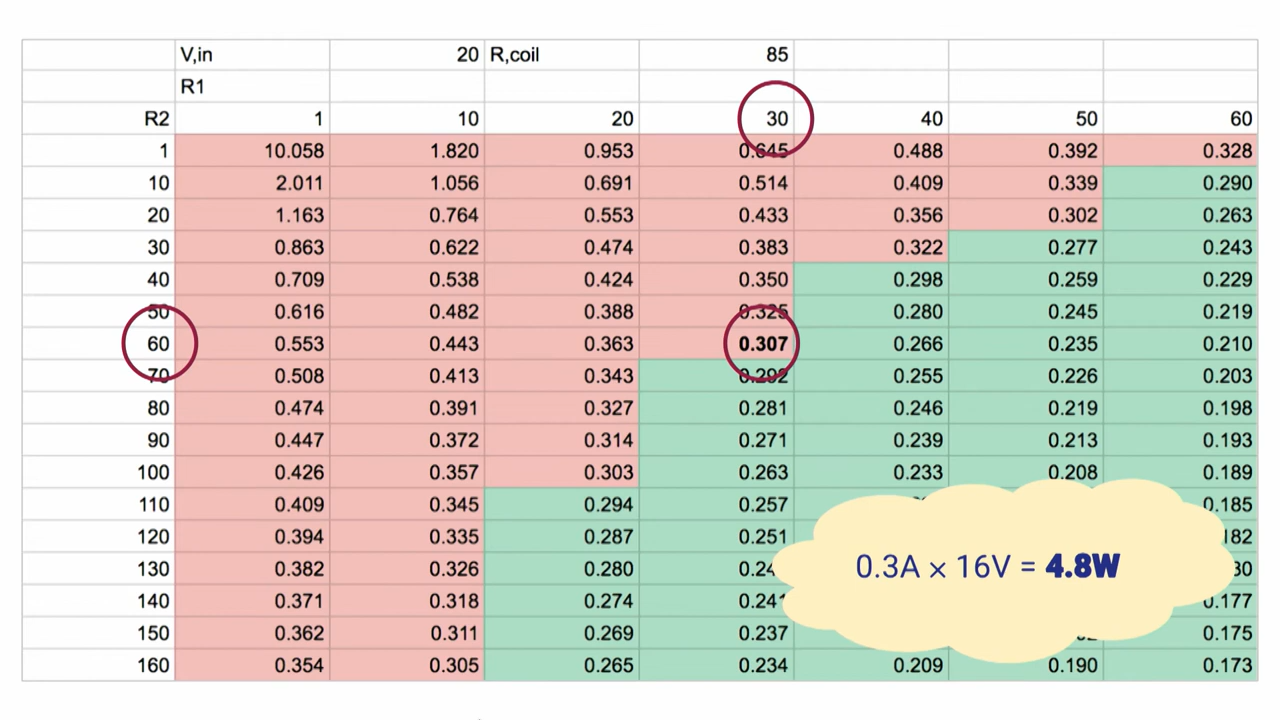 V,in 20 R,coil 85
R1
R2 1 10 20 30 40 50 60
1 10.058 1.820 0.953 0.645 0.488 0.392 0.328
10 2.011 1.056 0.691 0.514 0.409 0.339 0.290
20 1.163 0.764 0.553 0.433 0.356 0.302 0.263
30 0.863 0.622 0.474 0.383 0.322 0.277 0.243
40 0.709 0.538 0.424 0.350 0.298 0.259 0.229
50 0.616 0.482 0.388 0.325 0.280 0.245 0.219
60 0.553 0.443 0.363 0.307 0.266 0.235 0.210
70 0.508 0.413 0.343 0.292 0.255 0.226 0.203
80 0.474 0.391 0.327 0.281 0.246 0.219 0.198
90 0.447 0.372 0.314 0.271 0.239 0.213 0.193
100 0.426 0.357 0.303 0.263 0.233 0.208 0.189
110 0.409 0.345 0.294 0.257 0.185
120 0.394 0.335 0.287 0.251
130 0.382 0.326 0.280
0.3A × 16V = 4.8W
140 0.371 0.318 0.274 0.241 0.177
150 0.362 0.311 0.269 0.237 0.175
160 0.354 0.305 0.265 0.234 0.209 0.190 0.173